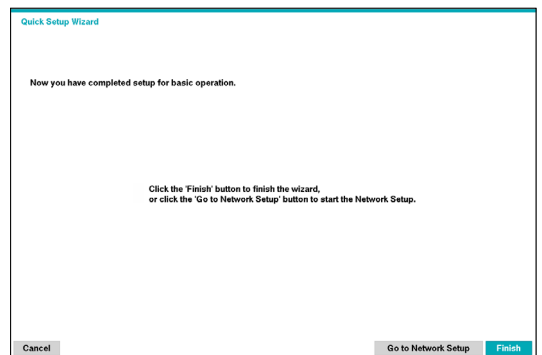 Quick Setup Wizard
Now you have completed setup for basic operation.
Click the 'Finish' button to finish the wizard,
or click the 'Go to Network Setup' button to start the Network Setup.
Cancel
Go to Network Setup
Finish